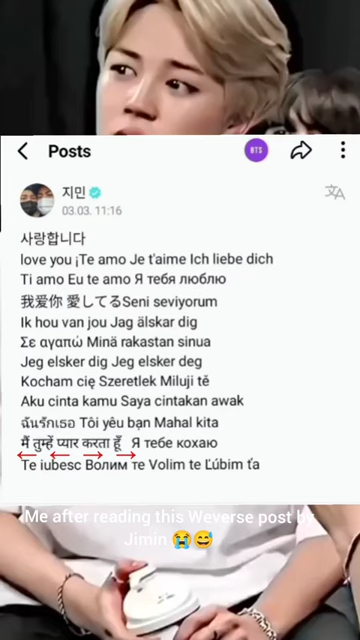 Posts
BTS
지민
03.03. 11:16
사랑합니다
love you ¡Te amo Je t'aime Ich liebe dich
Ti amo Eu te amo Я тебя люблю
我爱你 愛してるSeni seviyorum
Ik hou van jou Jag älskar dig
Σε αγαπώ Minä rakastan sinua
Jeg elsker dig Jeg elsker deg
Kocham cię Szeretlek Miluji tě
Aku cinta kamu Saya cintakan awak
ฉันรักเธอ Tôi yêu bạn Mahal kita
मैं तुम्हें प्यार करता हूँ Я тебе кохаю
Te iubesc Волим те Volim te Ľúbim ťa
Me after reading this Weverse post by
Jimin 😭😅